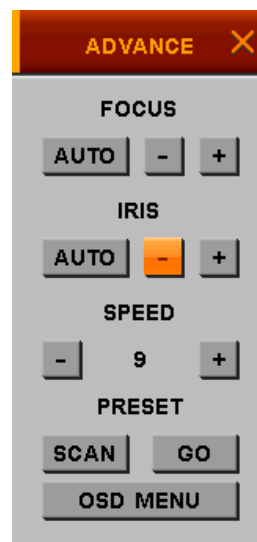 ADVANCE ×
FOCUS
AUTO - +
IRIS
AUTO - +
SPEED
- 9 +
PRESET
SCAN GO
OSD MENU